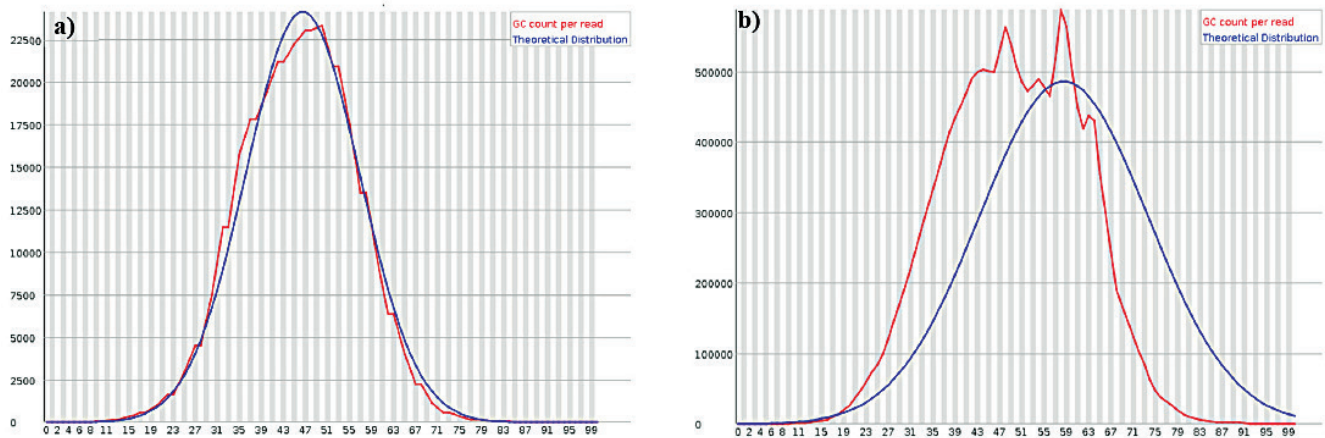 a)
GC count per read
Theoretical Distribution
22500
20000
17500
15000
12500
10000
7500
5000
2500
0
0 2 4 6 8 11 15 19 23 27 31 35 39 43 47 51 55 59 63 67 71 75 79 83 87 91 95 99
b)
GC count per read
Theoretical Distribution
500000
400000
300000
200000
100000
0
0 2 4 6 8 11 15 19 23 27 31 35 39 43 47 51 55 59 63 67 71 75 79 83 87 91 95 99